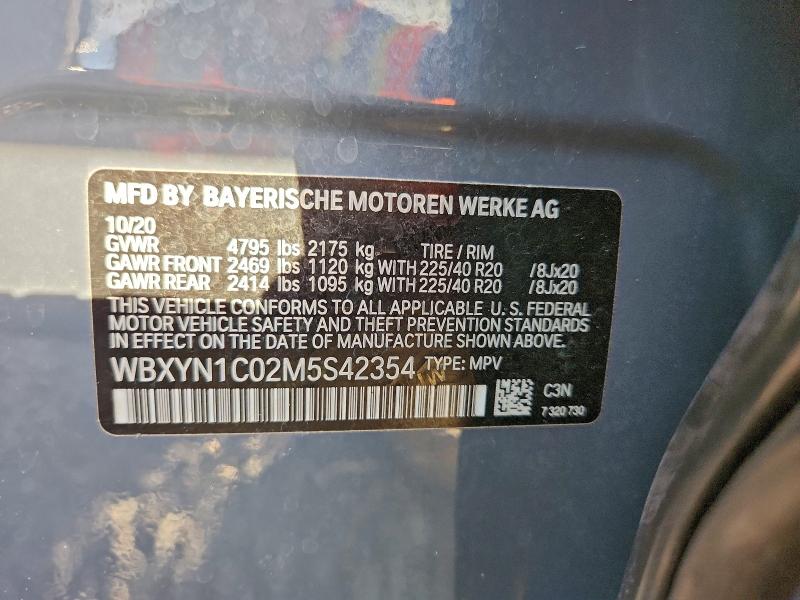 MFD BY BAYERISCHE MOTOREN WERKE AG
10/20
GVWR 4795 lbs 2175 kg TIRE / RIM
GAWR FRONT 2469 lbs 1120 kg WITH 225/40 R20 /8Jx20
GAWR REAR 2414 lbs 1095 kg WITH 225/40 R20 /8Jx20
THIS VEHICLE CONFORMS TO ALL APPLICABLE U. S. FEDERAL
MOTOR VEHICLE SAFETY AND THEFT PREVENTION STANDARDS
IN EFFECT ON THE DATE OF MANUFACTURE SHOWN ABOVE.
WBXYN1C02M5S42354 TYPE: MPV
C3N
7 320 730